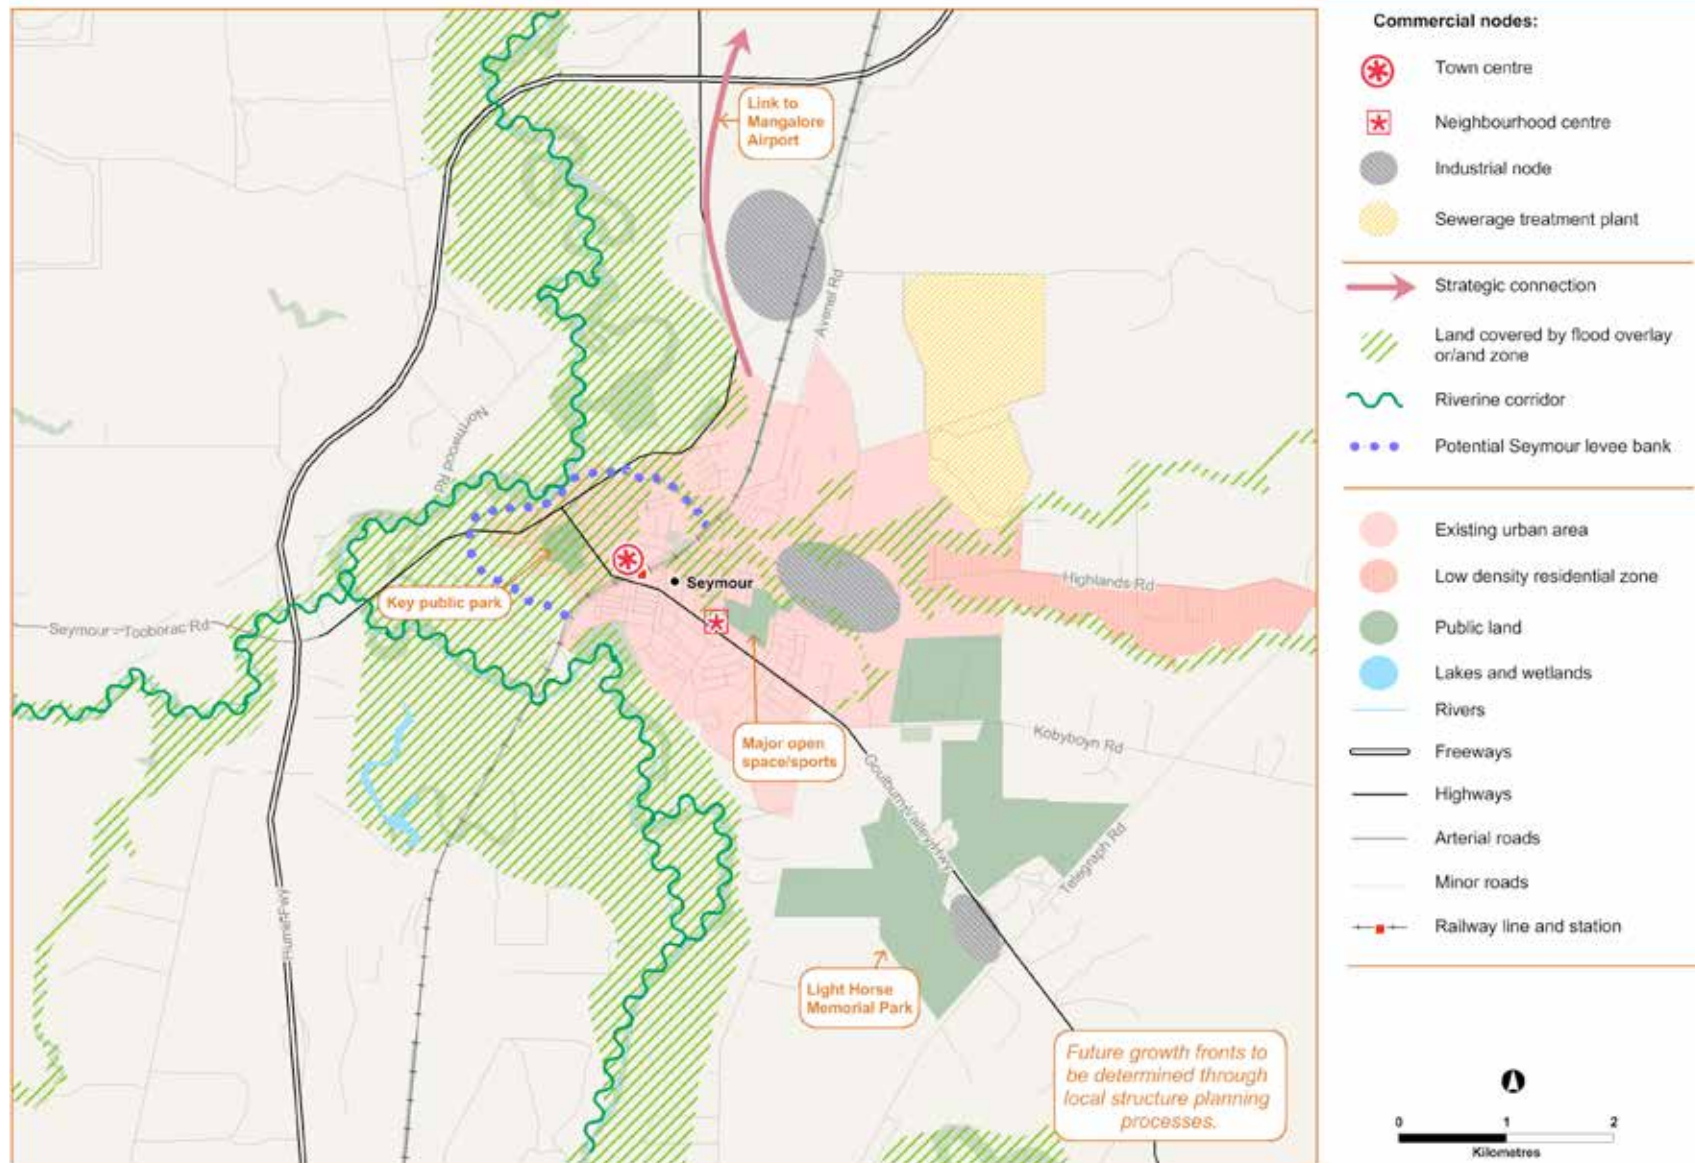 Link to
Mangalore
Airport
Avenel Rd
Northwood Rd
Key public park
Seymour
Highlands Rd
Seymour - Tooborac Rd
Major open
space/sports
Kobyboyn Rd
Goulburn Valley Hwy
Telegraph Rd
Hume Fwy
Light Horse
Memorial Park
Future growth fronts to
be determined through
local structure planning
processes.
Commercial nodes:
Town centre
Neighbourhood centre
Industrial node
Sewerage treatment plant
Strategic connection
Land covered by flood overlay
or/and zone
Riverine corridor
Potential Seymour levee bank
Existing urban area
Low density residential zone
Public land
Lakes and wetlands
Rivers
Freeways
Highways
Arterial roads
Minor roads
Railway line and station
0 1 2
Kilometres